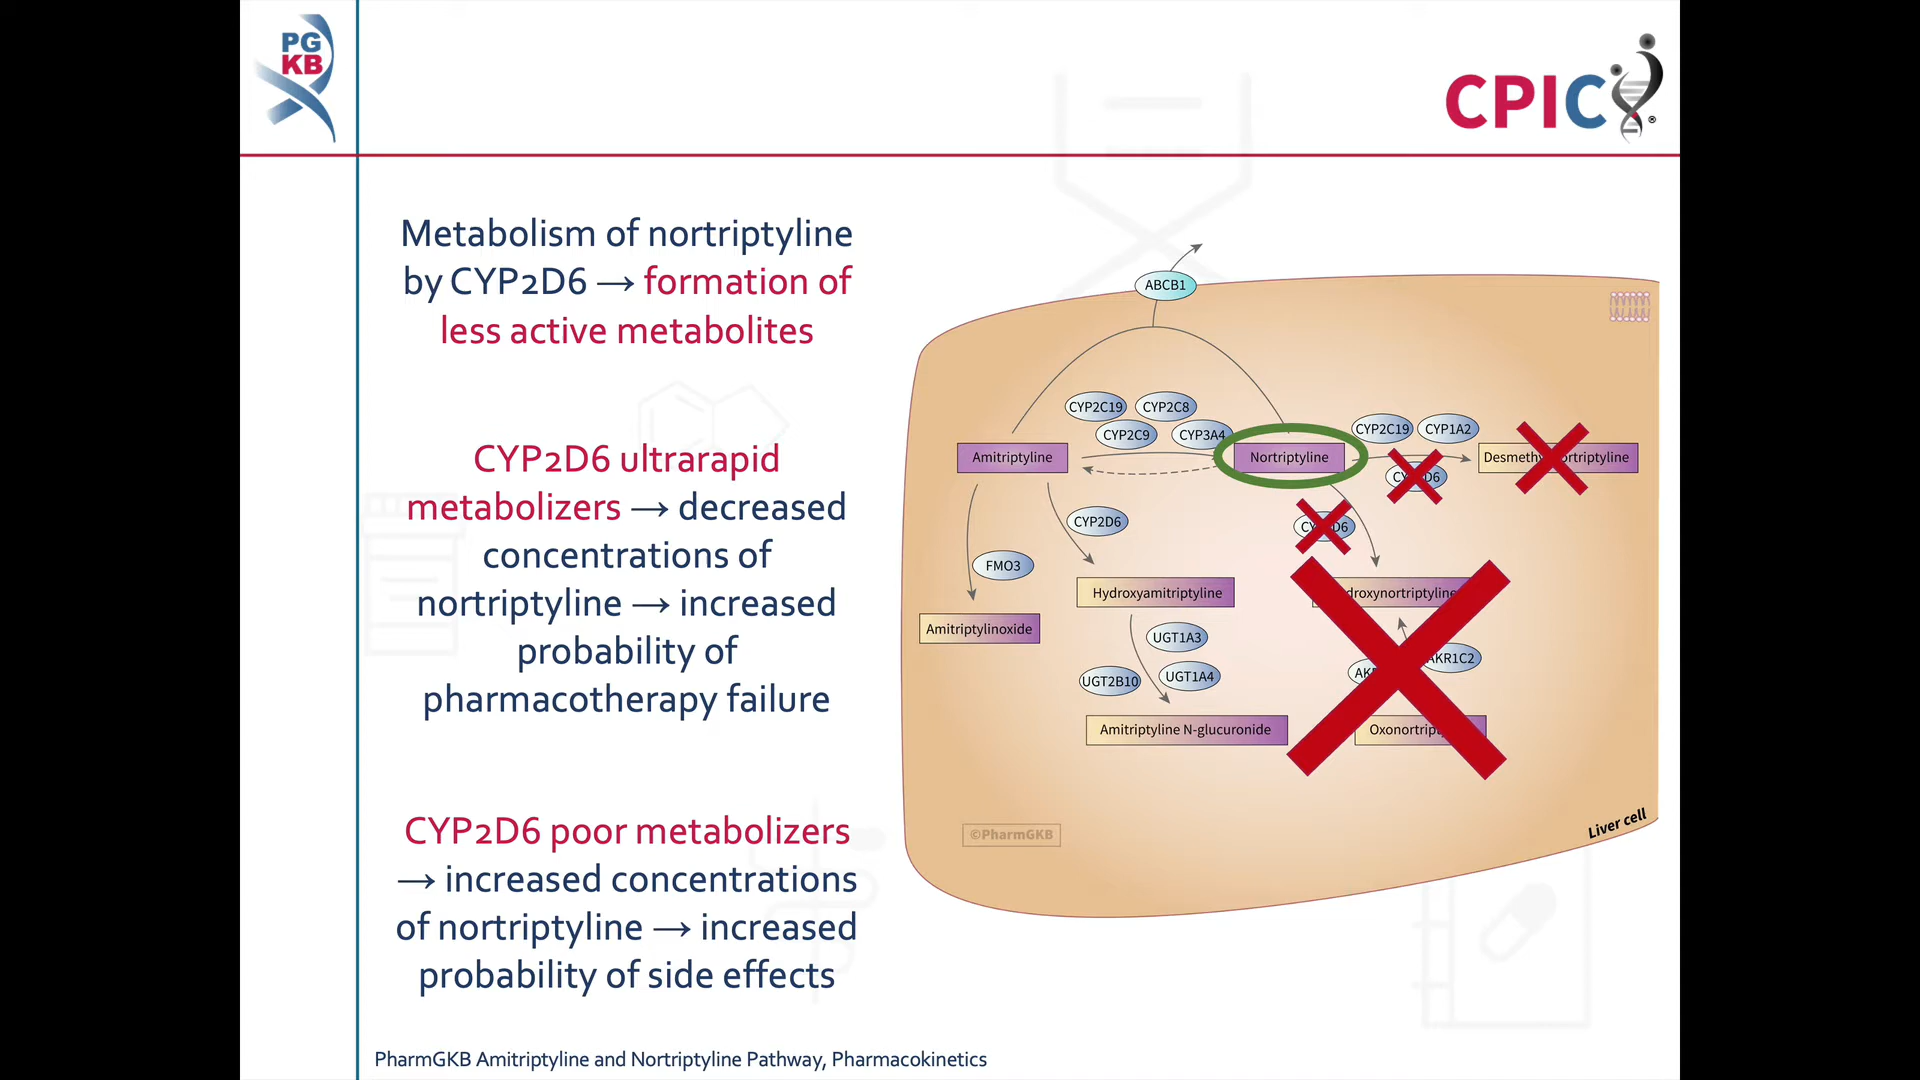 PG
KB
CPIC
®
Metabolism of nortriptyline
by CYP2D6 → formation of
less active metabolites
CYP2D6 ultrarapid
metabolizers → decreased
concentrations of
nortriptyline → increased
probability of
pharmacotherapy failure
CYP2D6 poor metabolizers
→ increased concentrations
of nortriptyline → increased
probability of side effects
ABCB1
CYP2C19
CYP2C8
CYP2C9
CYP3A4
CYP2C19
CYP1A2
Amitriptyline
Nortriptyline
CYP2D6
FMO3
Hydroxyamitriptyline
Amitriptylinoxide
UGT1A3
AKR1C2
UGT2B10
UGT1A4
Amitriptyline N-glucuronide
©PharmGKB
Liver cell
PharmGKB Amitriptyline and Nortriptyline Pathway, Pharmacokinetics